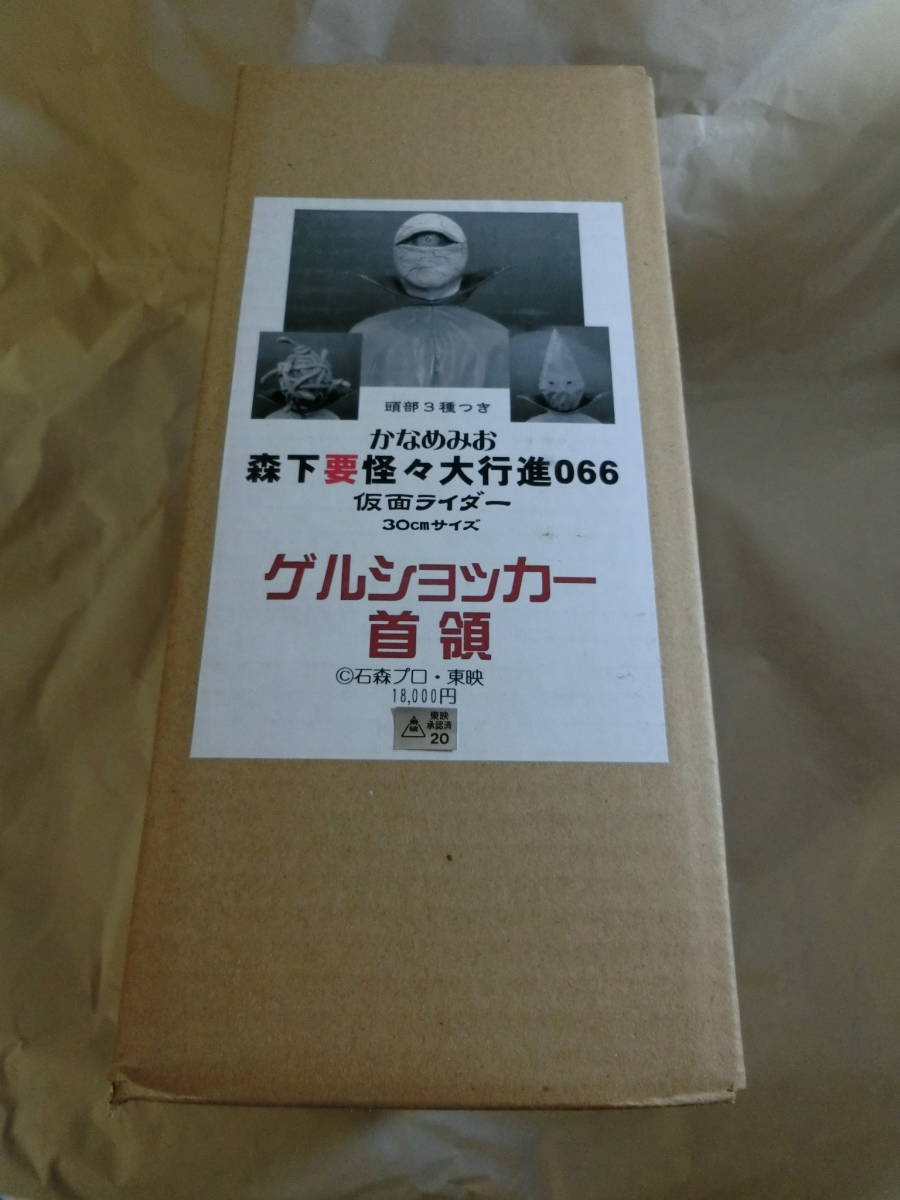 頭部3種つき
かなめみお
森下要怪々大行進066
仮面ライダー
30cmサイズ
ゲルショッカー
首領
©石森プロ・東映
18,000円
東映
承認済
20